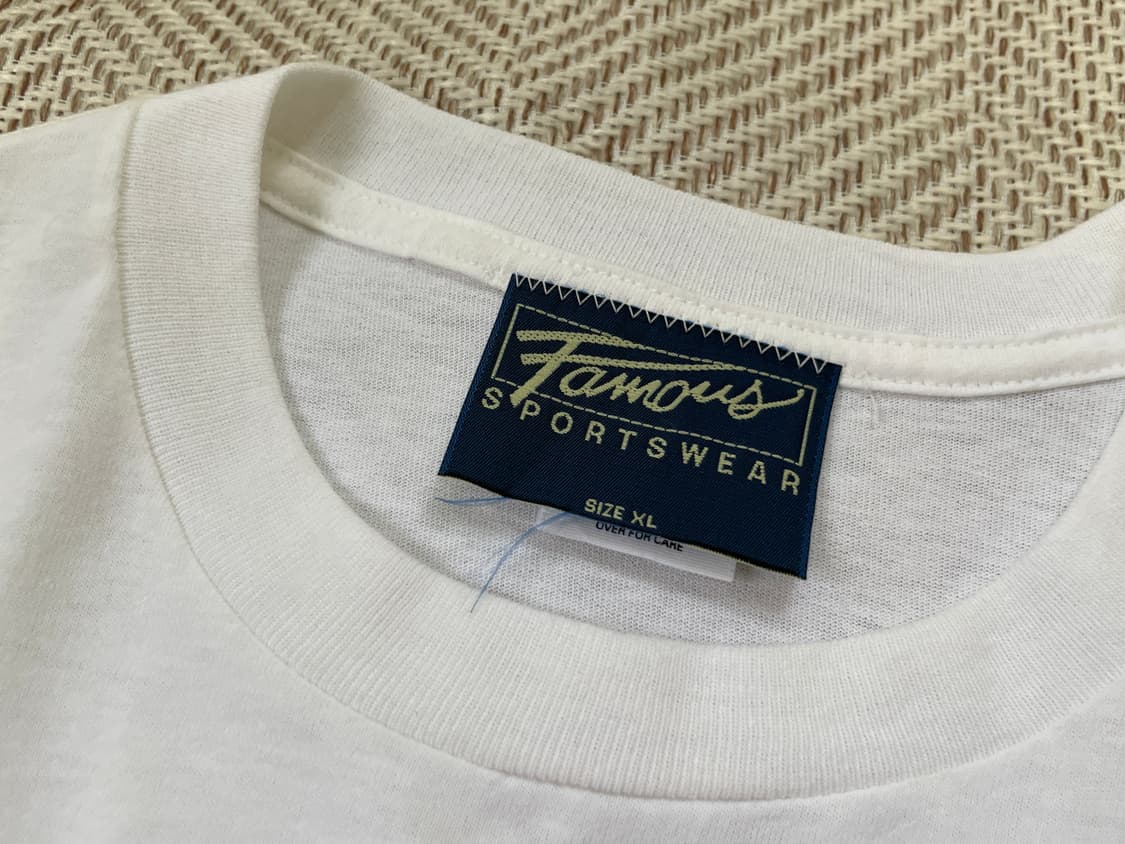 Famous
SPORTSWEAR
SIZE XL
OVER FOR CARE